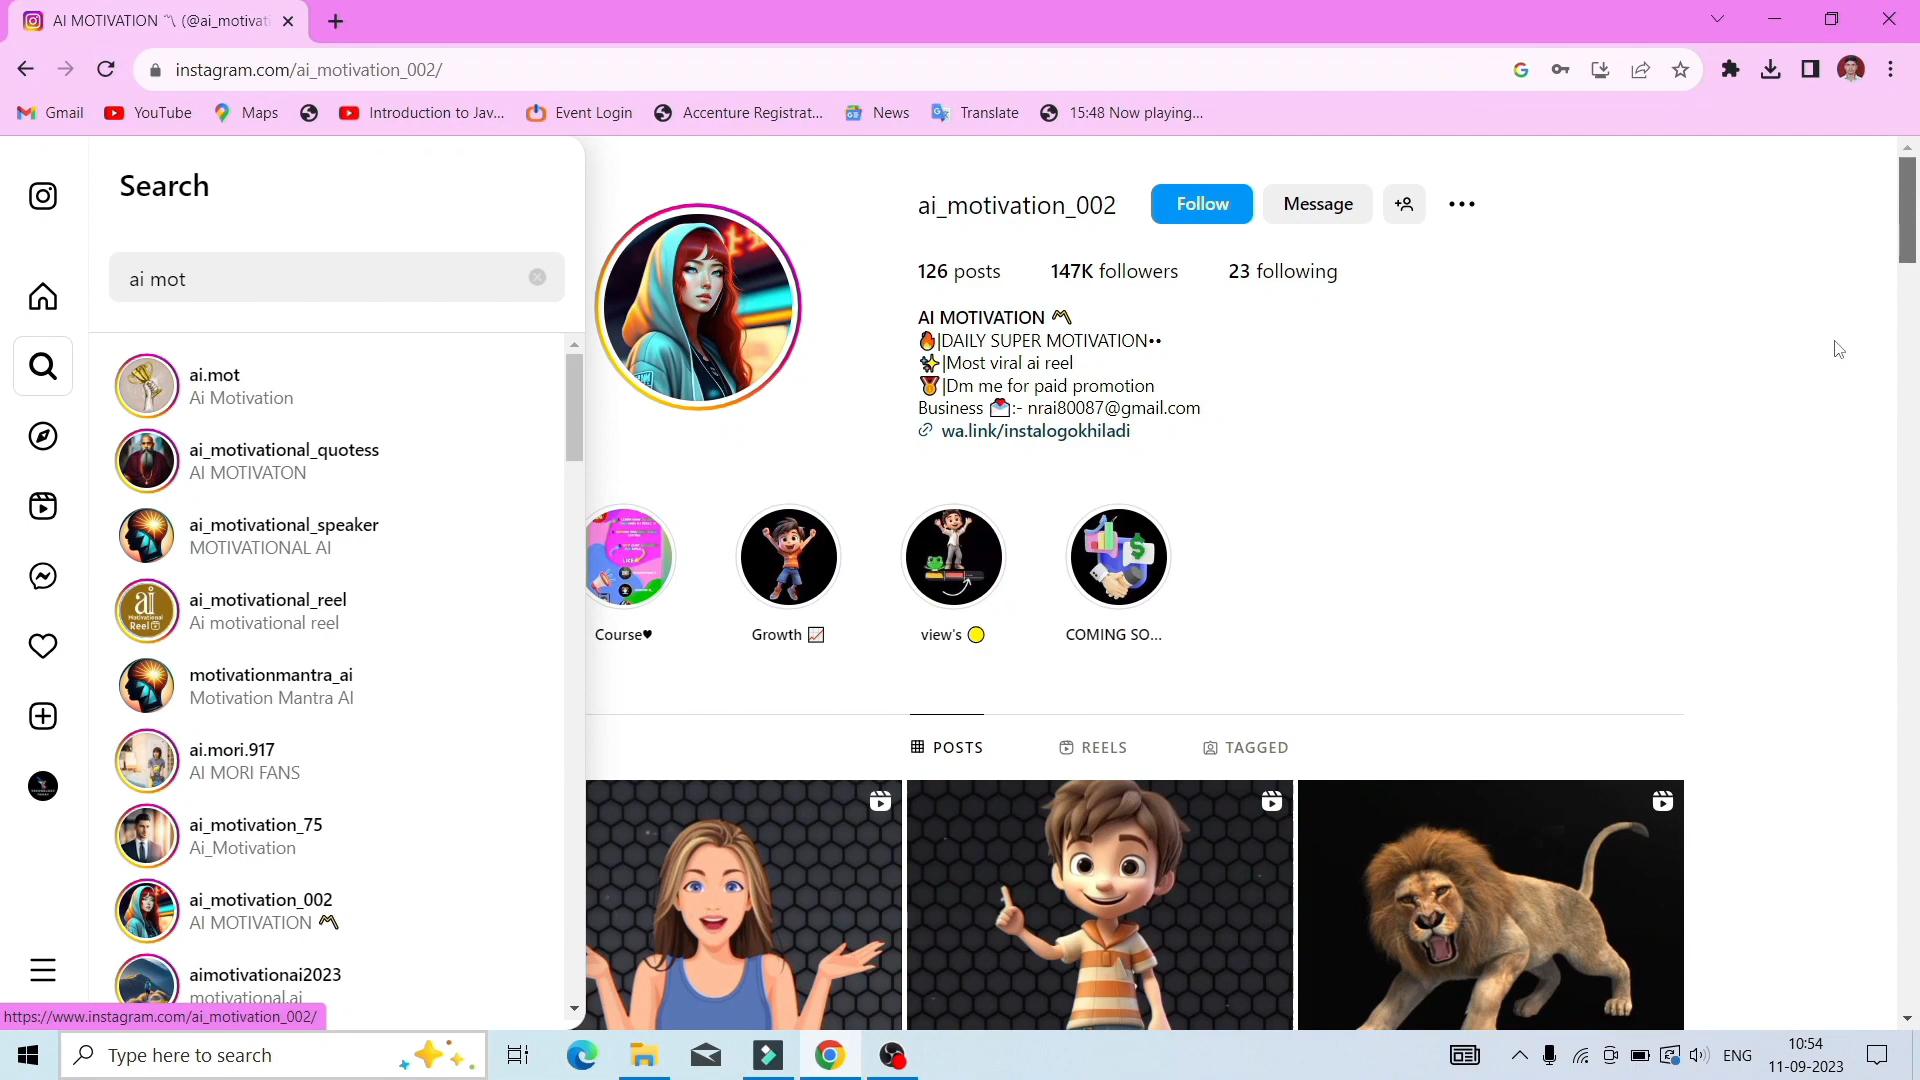 AI MOTIVATION 〽️ (@ai_motivati
instagram.com/ai_motivation_002/
Gmail
YouTube
Maps
Introduction to Jav...
Event Login
Accenture Registrat...
News
Translate
15:48 Now playing...
Search
ai mot
ai.mot
Ai Motivation
ai_motivational_quotess
AI MOTIVATON
ai_motivational_speaker
MOTIVATIONAL AI
ai_motivational_reel
Ai motivational reel
motivationmantra_ai
Motivation Mantra AI
ai.mori.917
AI MORI FANS
ai_motivation_75
Ai_Motivation
ai_motivation_002
AI MOTIVATION 〽️
aimotivationai2023
motivational.ai
https://www.instagram.com/ai_motivation_002/
ai_motivation_002
Follow
Message
126 posts
147K followers
23 following
AI MOTIVATION 〽️
🔥|DAILY SUPER MOTIVATION••
✨|Most viral ai reel
🏅|Dm me for paid promotion
Business 📩:- nrai80087@gmail.com
wa.link/instalogokhiladi
Course♥
Growth 📈
view's 🟡
COMING SO...
POSTS
REELS
TAGGED
ai
Motivational
Reel
Type here to search
ENG
10:54
11-09-2023